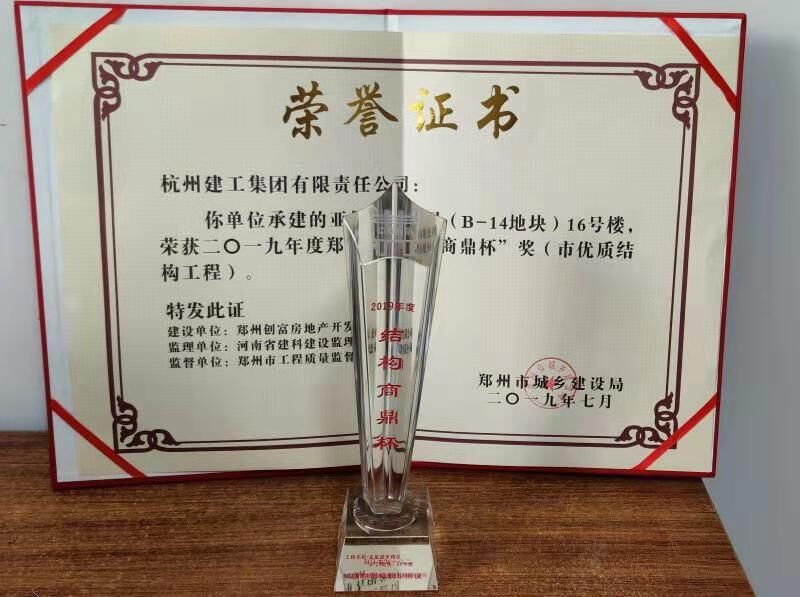 荣誉证书
杭州建工集团有限责任公司：
你单位承建的亚（B-14地块）16号楼，
荣获二〇一九年度郑商鼎杯”奖（市优质结
构工程）。
特发此证
建设单位：郑州创富房地产开发
监理单位：河南省建科建设监理
监督单位：郑州市工程质量监督
郑州市城乡建设局
二〇一九年七月
2019年度
结构商鼎杯